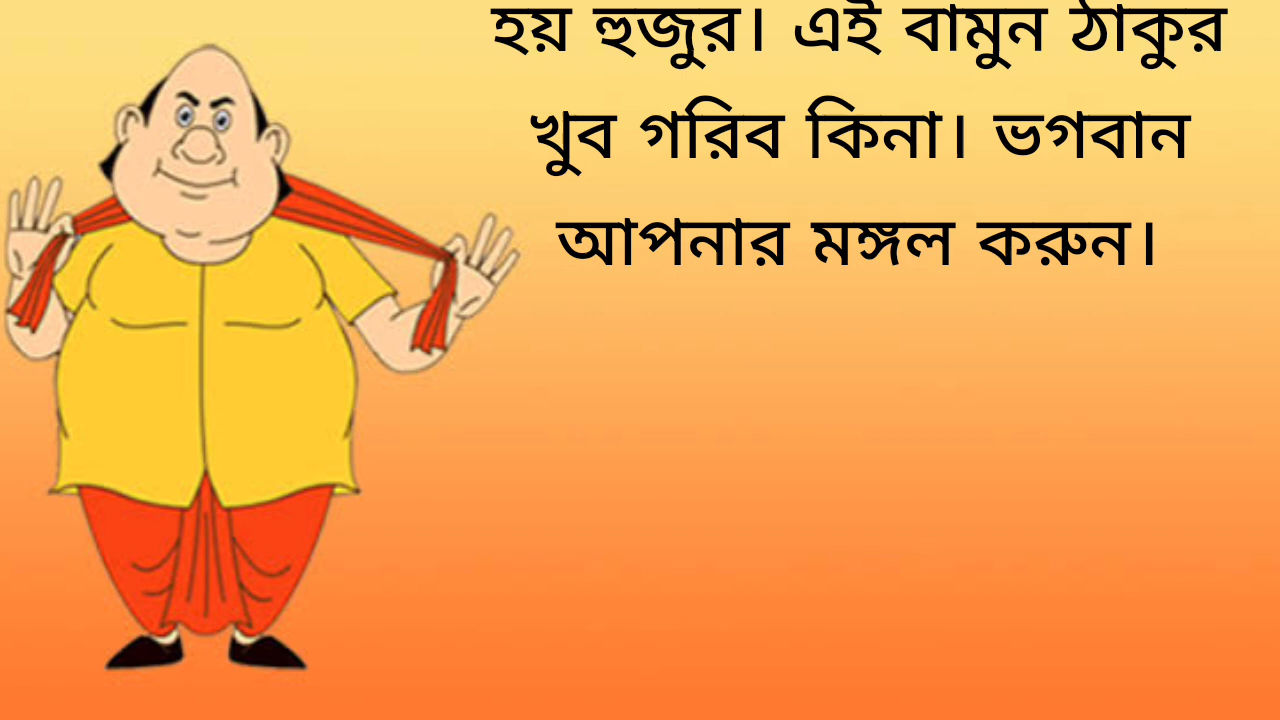 হয় হুজুর। এই বামুন ঠাকুর
খুব গরিব কিনা। ভগবান
আপনার মঙ্গল করুন।